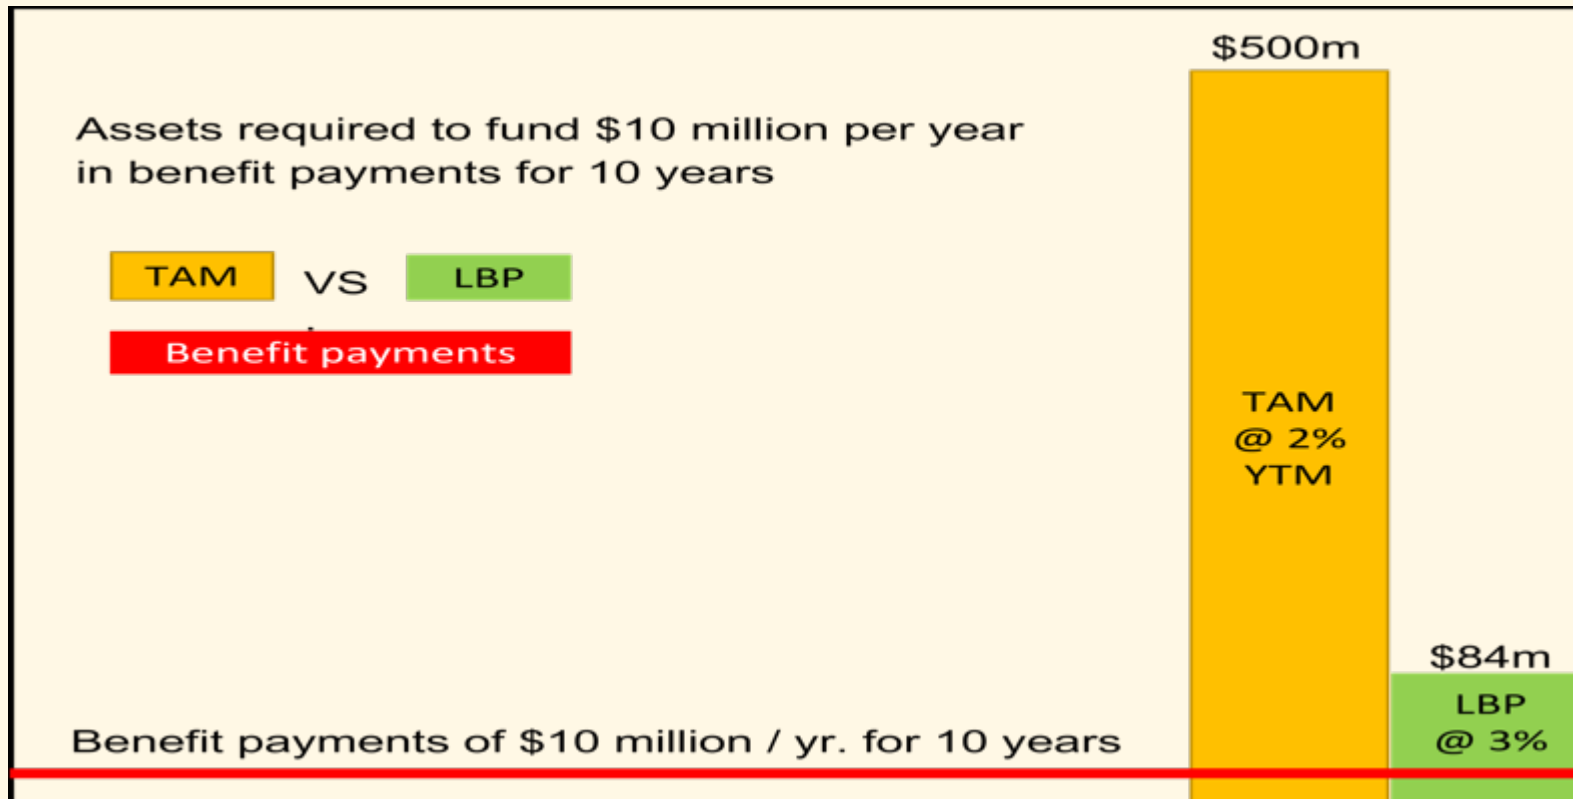 $500m
Assets required to fund $10 million per year
in benefit payments for 10 years
TAM VS LBP
Benefit payments
TAM
@ 2%
YTM
$84m
LBP
@ 3%
Benefit payments of $10 million / yr. for 10 years